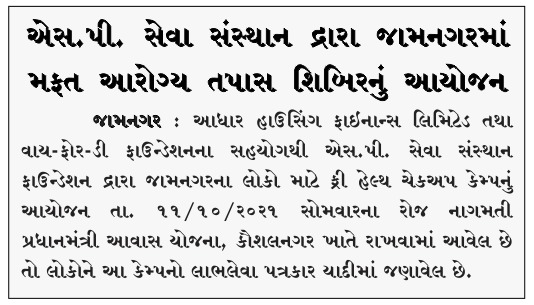 એસ.પી. સેવા સંસ્થાન દ્રારા જામનગરમાં
મફત આરોગ્ય તપાસ શિબિરનું આયોજન
જામનગર : આધાર હાઉસિંગ ફાઈનાન્સ લિમિટેડ તથા
વાય-ફોર-ડી ફાઉન્ડેશનના સહયોગથી એસ.પી. સેવા સંસ્થાન
ફાઉન્ડેશન દ્રારા જામનગરના લોકો માટે ફ્રી હેલ્થ ચેકઅપ કેમ્પનું
આયોજન તા. ૧૧/૧૦/૨૦૨૧ સોમવારના રોજ નાગમતી
પ્રધાનમંત્રી આવાસ યોજના, કૌશલનગર ખાતે રાખવામાં આવેલ છે
તો લોકોને આ કેમ્પનો લાભલેવા પત્રકાર યાદીમાં જણાવેલ છે.